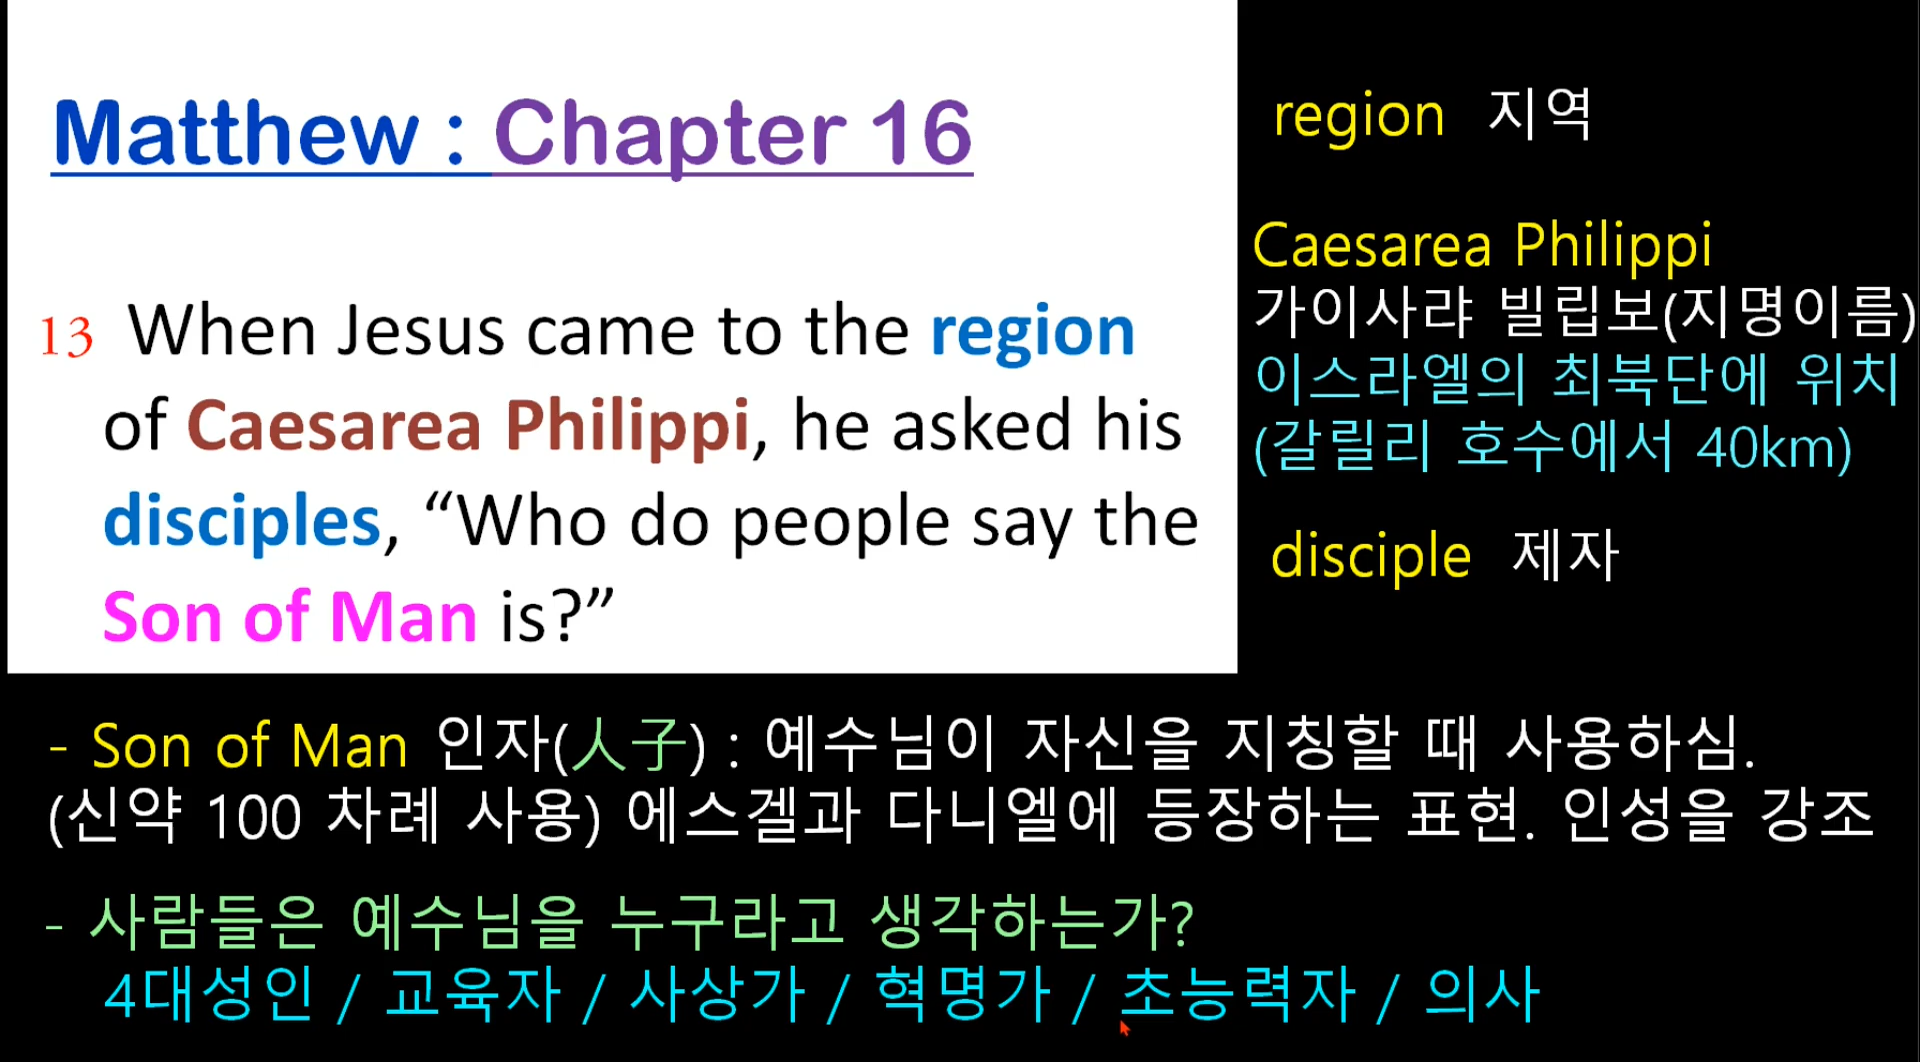 Matthew : Chapter 16
13 When Jesus came to the region
of Caesarea Philippi, he asked his
disciples, “Who do people say the
Son of Man is?”
region 지역
Caesarea Philippi
가이사랴 빌립보(지명이름)
이스라엘의 최북단에 위치
(갈릴리 호수에서 40km)
disciple 제자
- Son of Man 인자(人子) : 예수님이 자신을 지칭할 때 사용하심.
(신약 100 차례 사용) 에스겔과 다니엘에 등장하는 표현. 인성을 강조
- 사람들은 예수님을 누구라고 생각하는가?
4대성인 / 교육자 / 사상가 / 혁명가 / 초능력자 / 의사